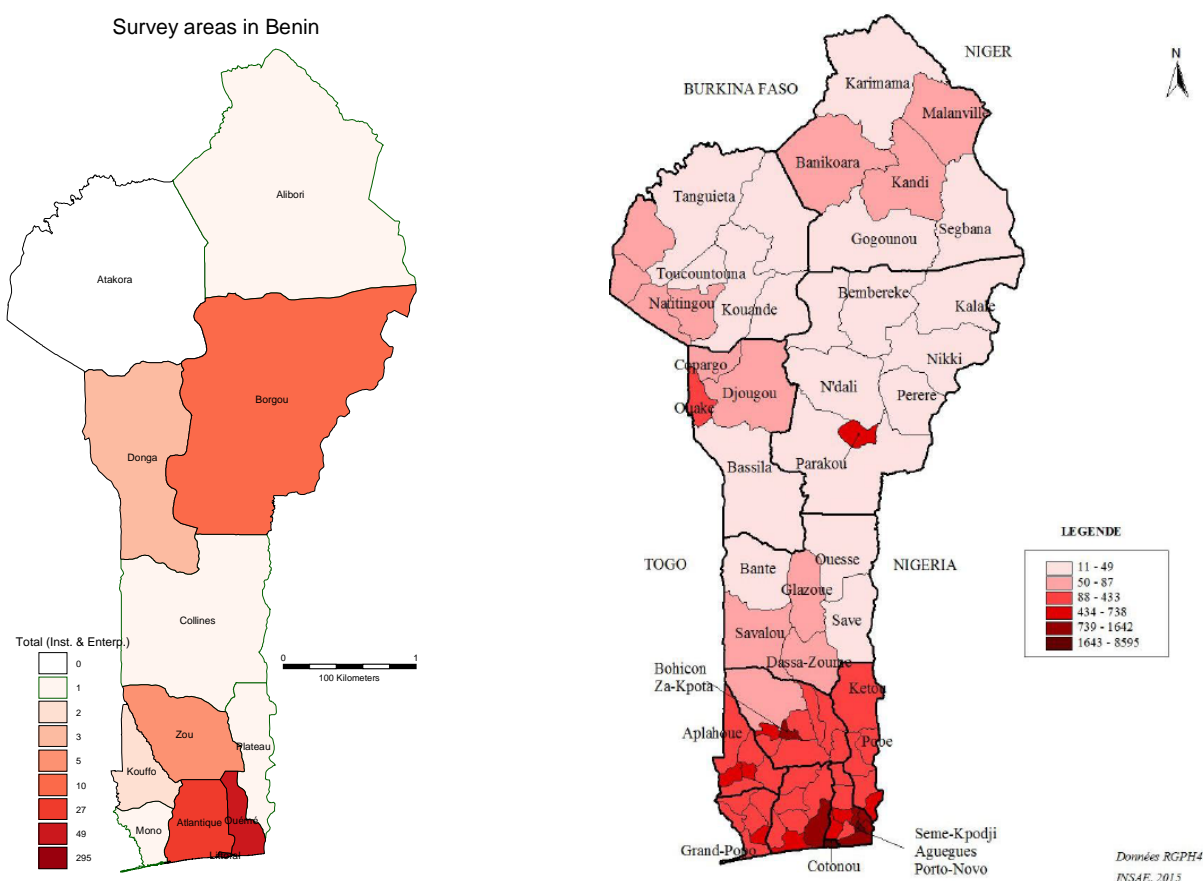 Survey areas in Benin
Alibori
Atakora
Borgou
Donga
Collines
Total (Inst. & Enterp.)
0
1
2
3
5
10
27
49
295
0
1
100 Kilometers
Zou
Plateau
Kouffo
Mono
Atlantique
Ouémé
Littoral
NIGER
N
BURKINA FASO
Karimama
Malanville
Banikoara
Kandi
Tanguieta
Segbana
Gogounou
Toucountouna
Bembereke
Natitingou
Kouande
Kalale
Nikki
Copargo
N'dali
Djougou
Perere
Ouake
Bassila
Parakou
LEGENDE
11 - 49
50 - 87
88 - 433
434 - 738
739 - 1642
1643 - 8595
TOGO
Bante
Ouesse
NIGERIA
Glazoue
Save
Savalou
Dassa-Zoume
Bohicon
Za-Kpota
Ketou
Aplahoue
Pobe
Grand-Popo
Cotonou
Seme-Kpodji
Aguegues
Porto-Novo
Données RGPH4
INSAE, 2015